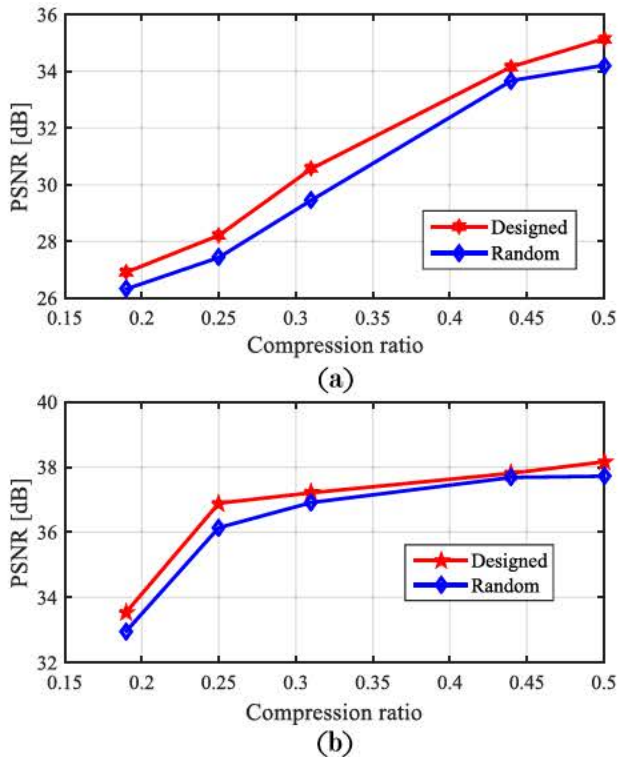 36
34
32
30
28
26
PSNR [dB]
Designed
Random
0.15 0.2 0.25 0.3 0.35 0.4 0.45 0.5
Compression ratio
(a)
40
38
36
34
32
PSNR [dB]
Designed
Random
0.15 0.2 0.25 0.3 0.35 0.4 0.45 0.5
Compression ratio
(b)